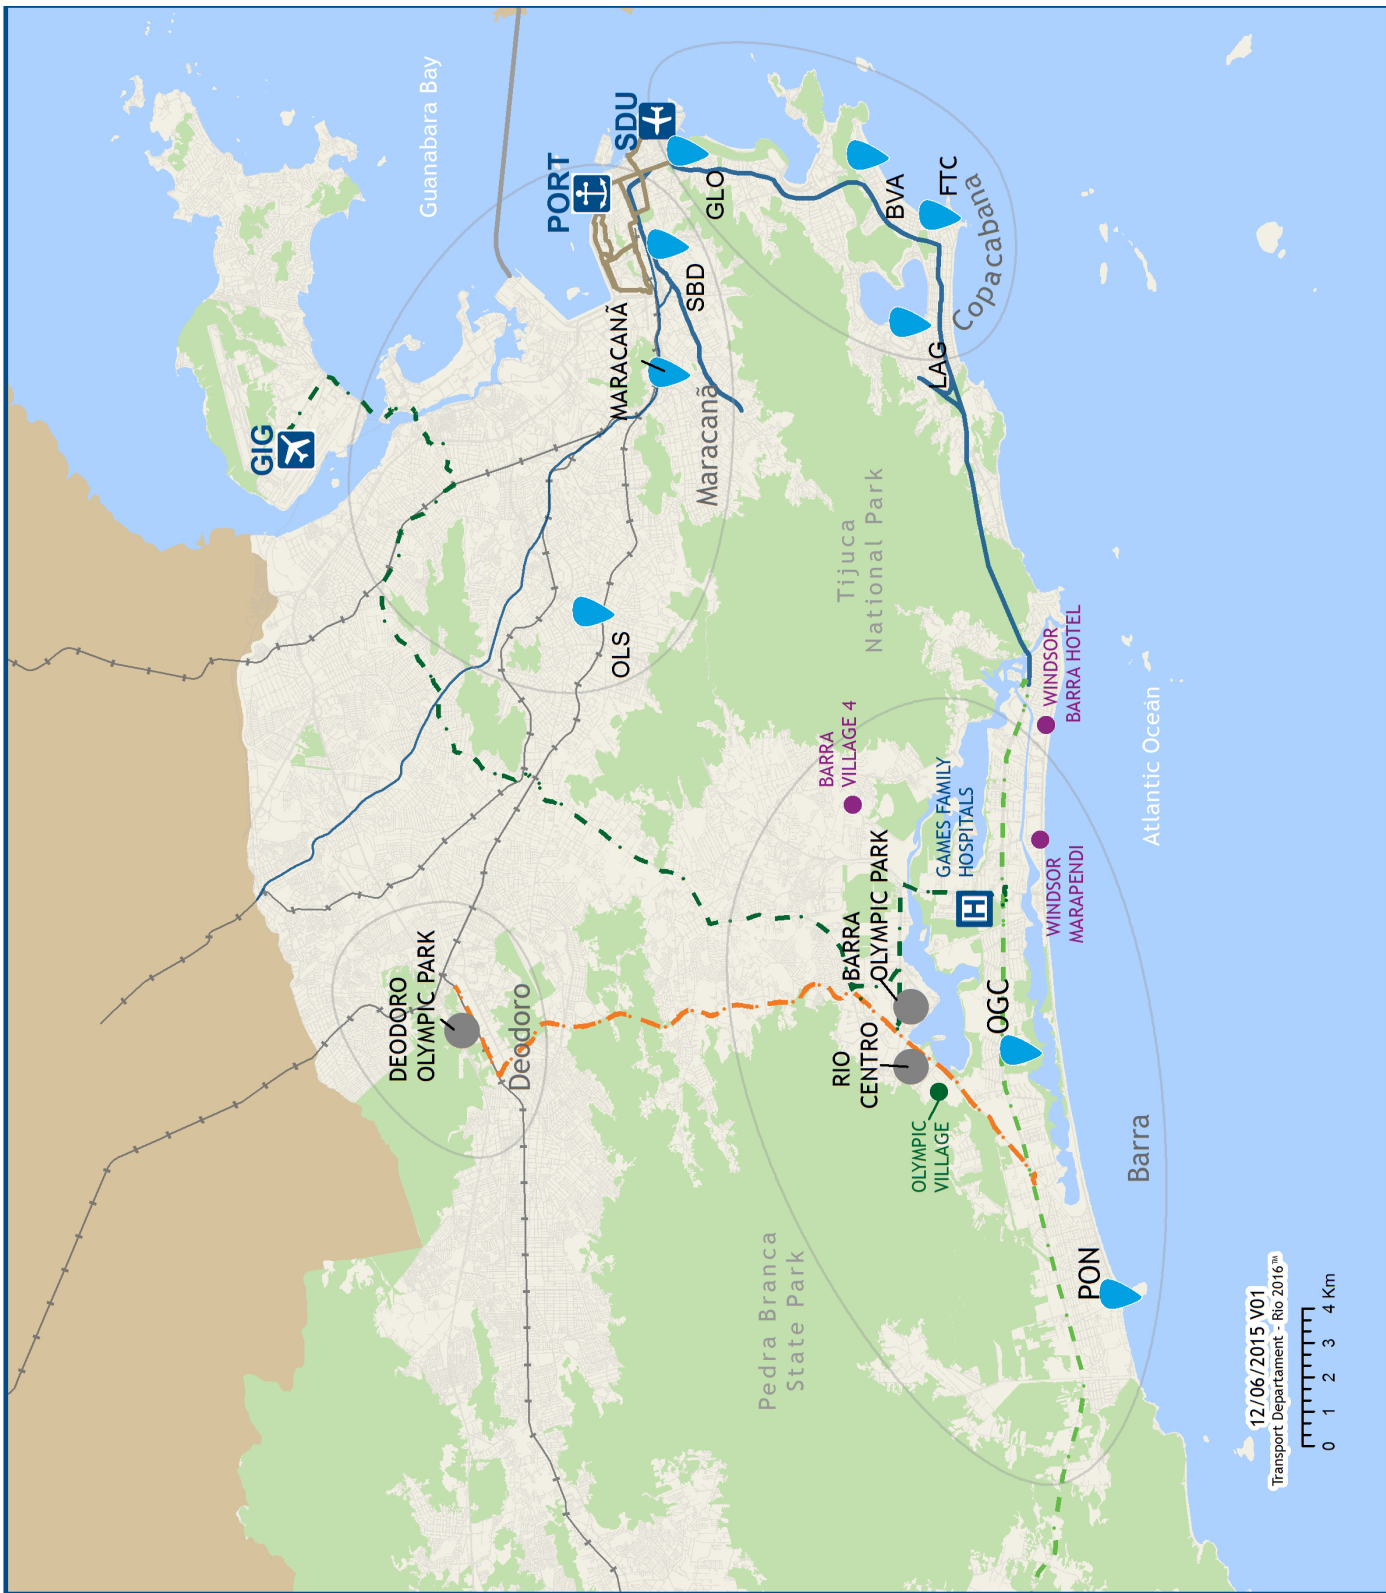 Guanabara Bay
GIG
PORT
SDU
GLO
SBD
MARACANÃ
Maracanã
BVA
FTC
Copacabana
LAG
OLS
Tijuca
National Park
DEODORO
OLYMPIC PARK
Deodoro
BARRA
VILLAGE 4
WINDSOR
BARRA HOTEL
GAMES FAMILY
HOSPITALS
H
WINDSOR
MARAPENDI
BARRA
OLYMPIC PARK
RIO
CENTRO
OGC
OLYMPIC
VILLAGE
Atlantic Ocean
Barra
PON
Pedra Branca
State Park
12/06/2015 V01
Transport Departament - Rio 2016™
0 1 2 3 4 Km